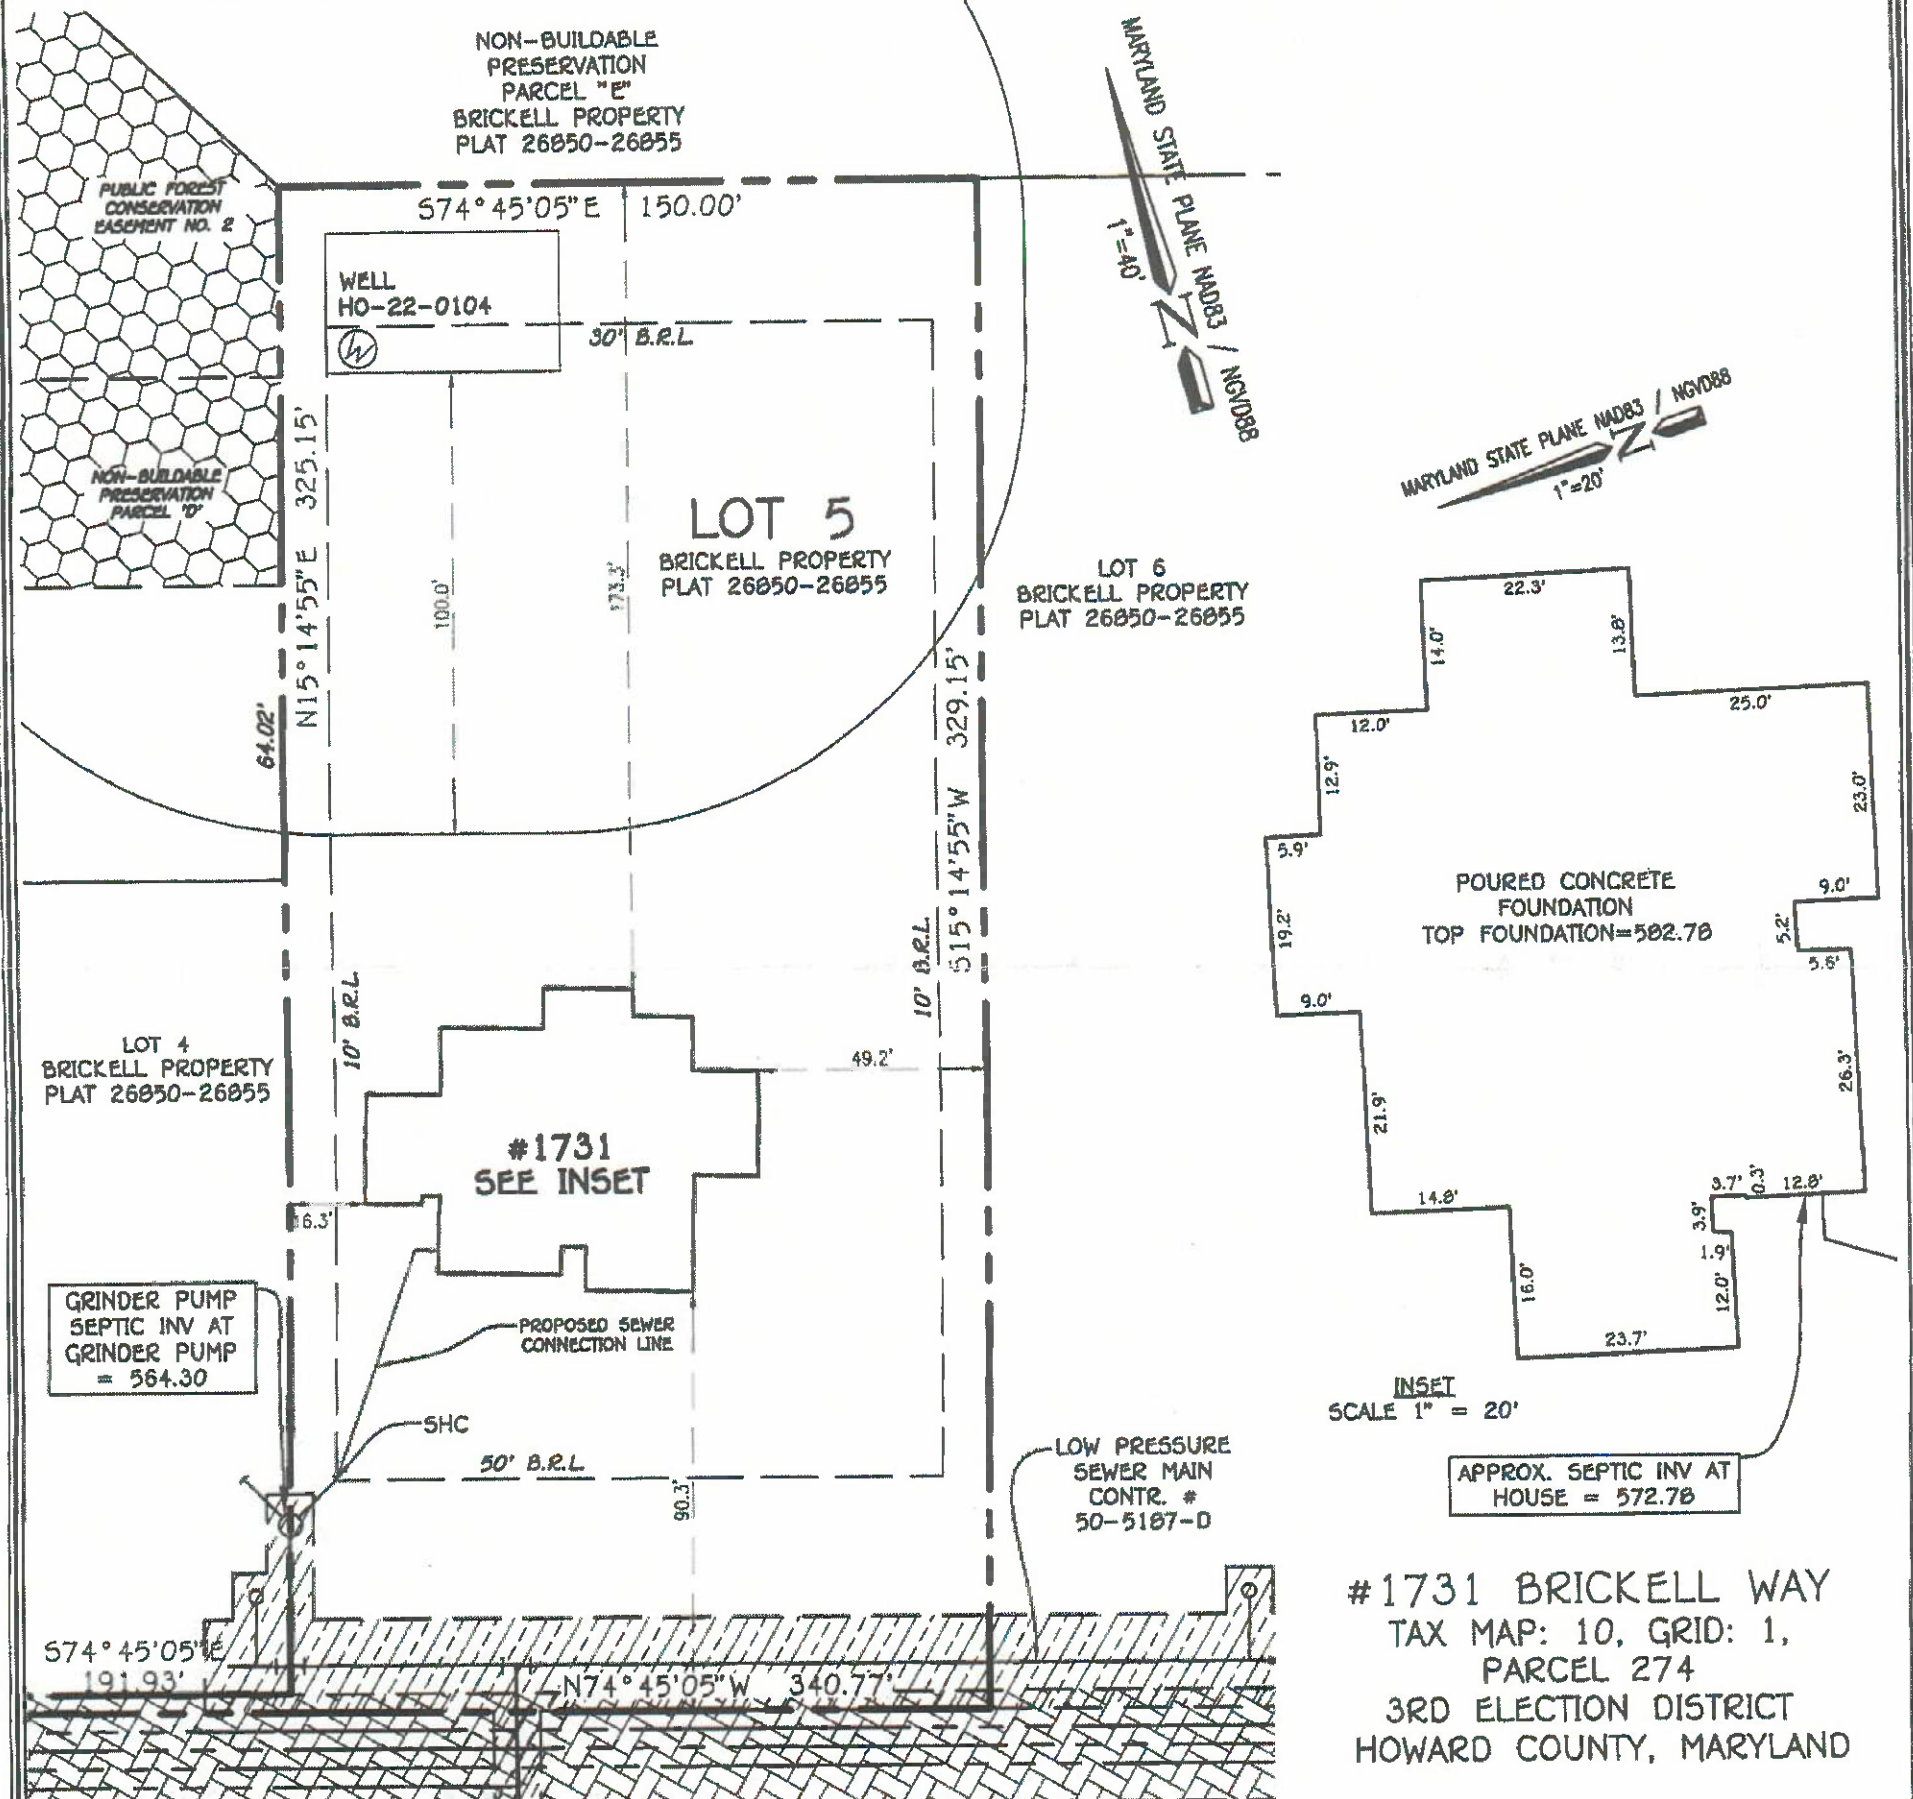 NON-BUILDABLE
PRESERVATION
PARCEL "E"
BRICKELL PROPERTY
PLAT 26850-26855
PUBLIC FOREST
CONSERVATION
EASEMENT NO. 2
S74°45'05"E 150.00'
WELL
HO-22-0104
30' B.R.L.
MARYLAND STATE PLANE NAD83 / NGVD88
1"=40'
N
MARYLAND STATE PLANE NAD83 / NGVD88
1"=20'
N
NON-BUILDABLE
PRESERVATION
PARCEL 'D'
N15°14'55"E 325.15'
100.0'
173.3'
LOT 5
BRICKELL PROPERTY
PLAT 26850-26855
LOT 6
BRICKELL PROPERTY
PLAT 26850-26855
64.02'
S15°14'55"W 329.15'
10' B.R.L.
10' B.R.L.
LOT 4
BRICKELL PROPERTY
PLAT 26850-26855
49.2'
#1731
SEE INSET
16.3'
GRINDER PUMP
SEPTIC INV AT
GRINDER PUMP
= 564.30
PROPOSED SEWER
CONNECTION LINE
SHC
50' B.R.L.
90.3'
LOW PRESSURE
SEWER MAIN
CONTR. #
50-5187-D
S74°45'05"E
191.93'
N74°45'05"W 340.77'
22.3'
14.0'
13.8'
12.0'
25.0'
12.9'
23.0'
5.9'
9.0'
POURED CONCRETE
FOUNDATION
TOP FOUNDATION=582.78
19.2'
5.2'
5.6'
9.0'
21.9'
26.3'
14.8'
3.7'
0.3'
12.8'
3.9'
1.9'
16.0'
12.0'
23.7'
INSET
SCALE 1" = 20'
APPROX. SEPTIC INV AT
HOUSE = 572.78
#1731 BRICKELL WAY
TAX MAP: 10, GRID: 1,
PARCEL 274
3RD ELECTION DISTRICT
HOWARD COUNTY, MARYLAND